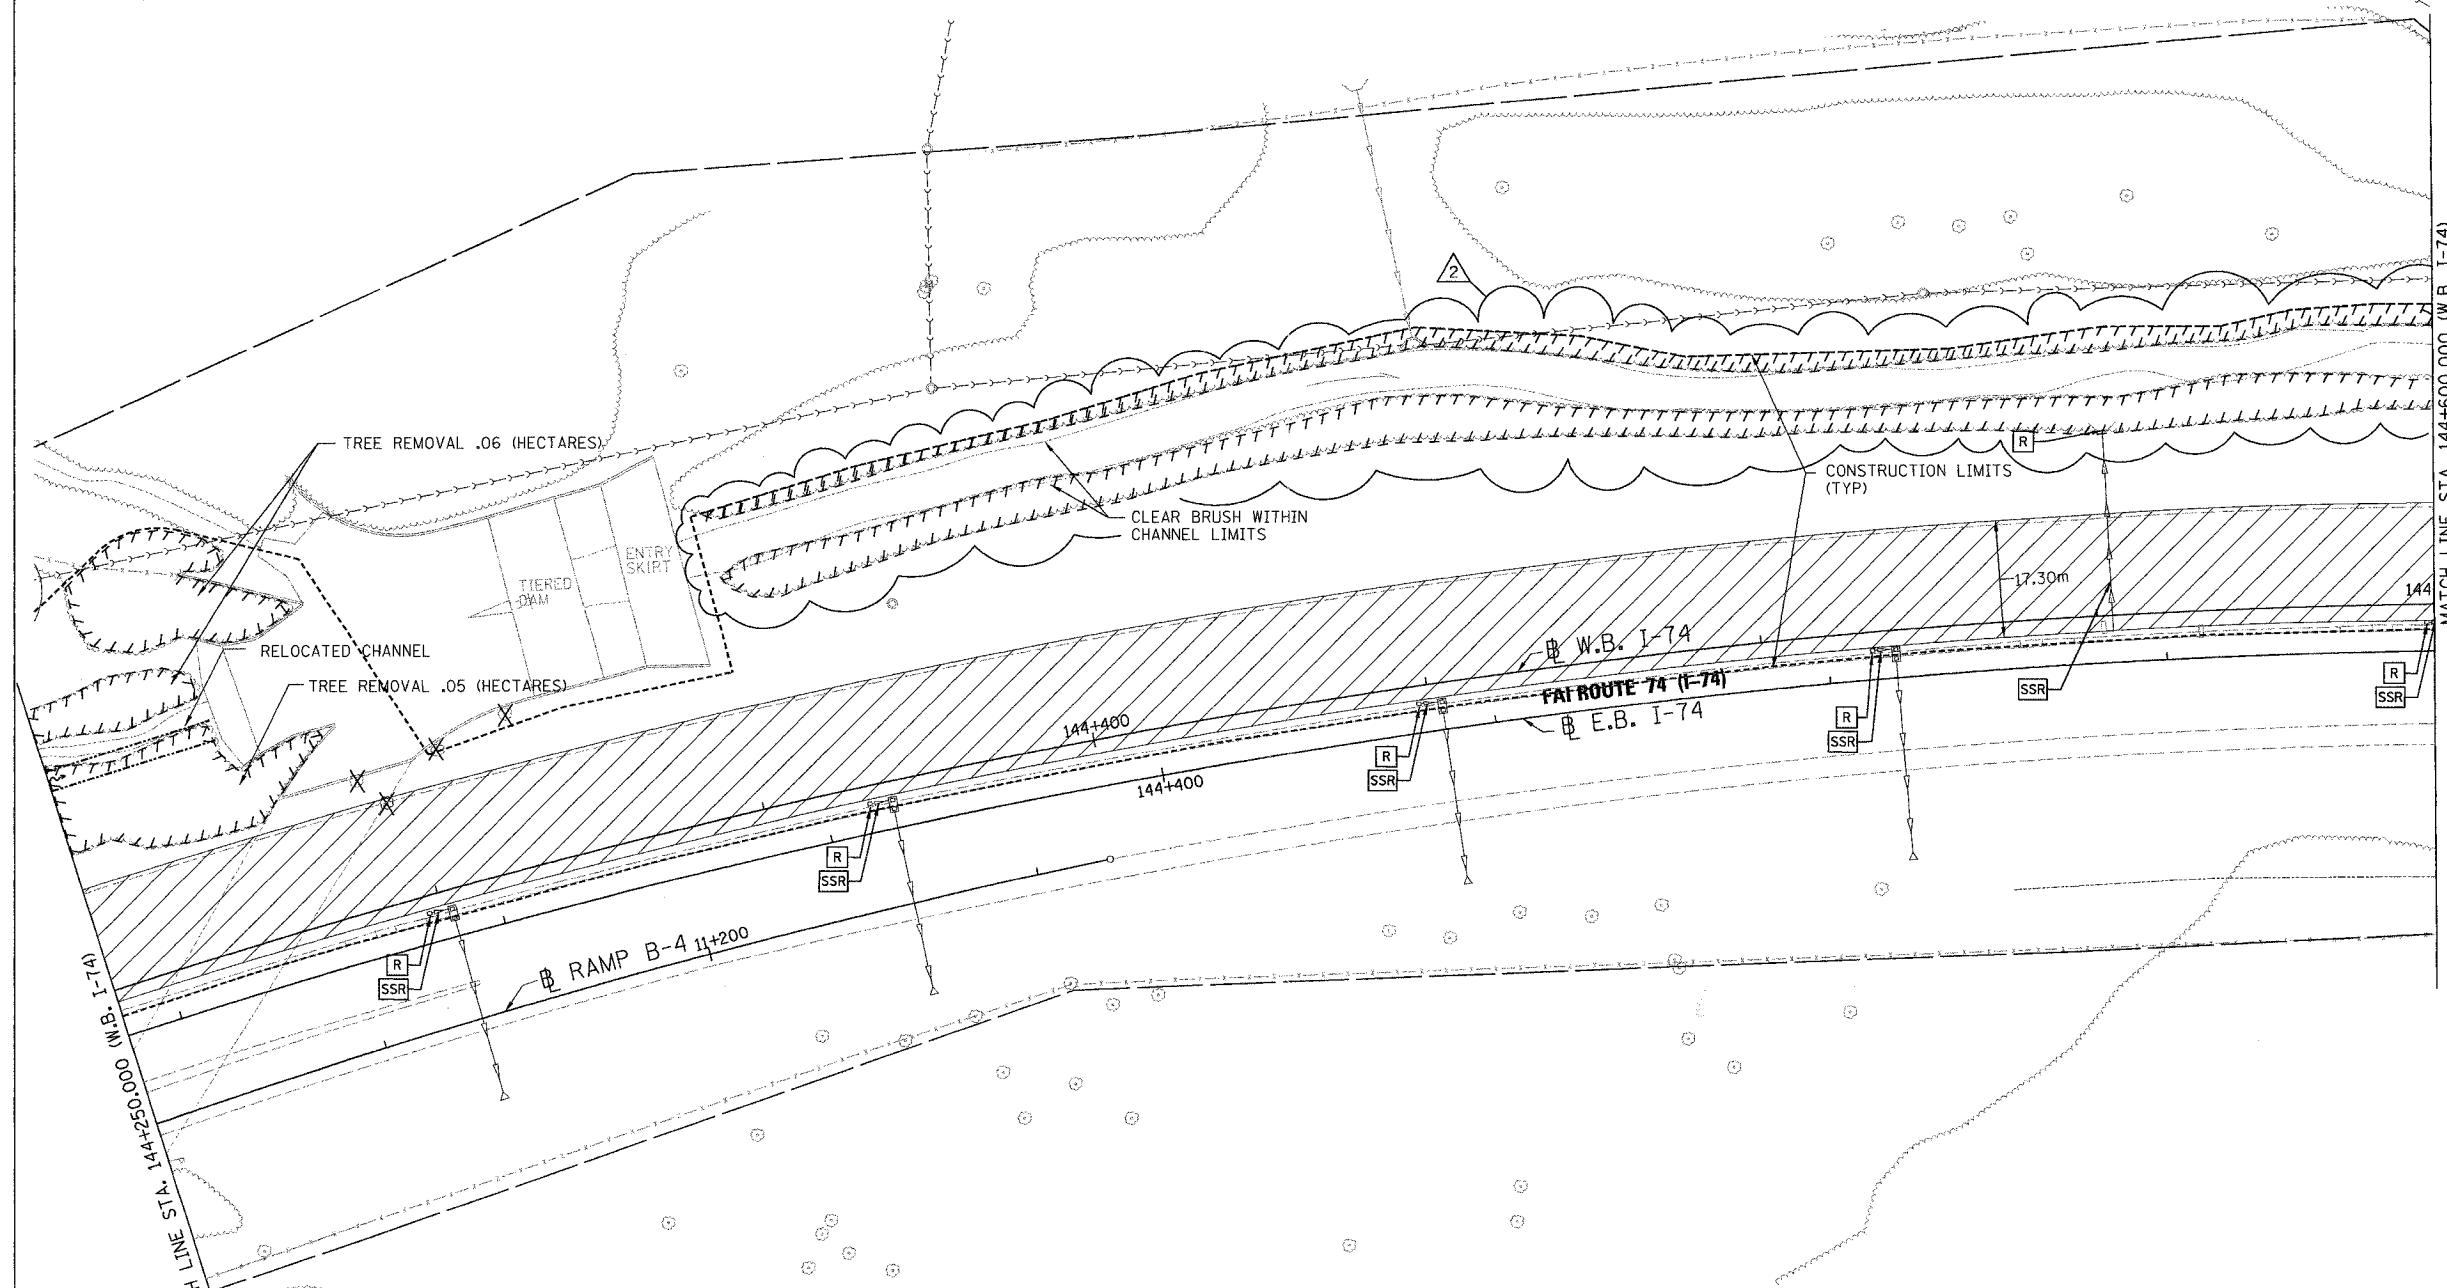 2
TREE REMOVAL .06 (HECTARES)
R
CONSTRUCTION LIMITS
(TYP)
CLEAR BRUSH WITHIN
CHANNEL LIMITS
ENTRY
SKIRT
TIERED
DAM
17.30m
144
RELOCATED CHANNEL
TREE REMOVAL .05 (HECTARES)
W.B. I-74
FAI ROUTE 74 (I-74)
E.B. I-74
144+400
144+400
SSR
R
SSR
R
SSR
R
SSR
R
SSR
R
SSR
RAMP B-4 11+200
LINE STA. 144+250.000 (W.B. I-74)
MATCH LINE STA. 144+600.000 (W.B. I-74)